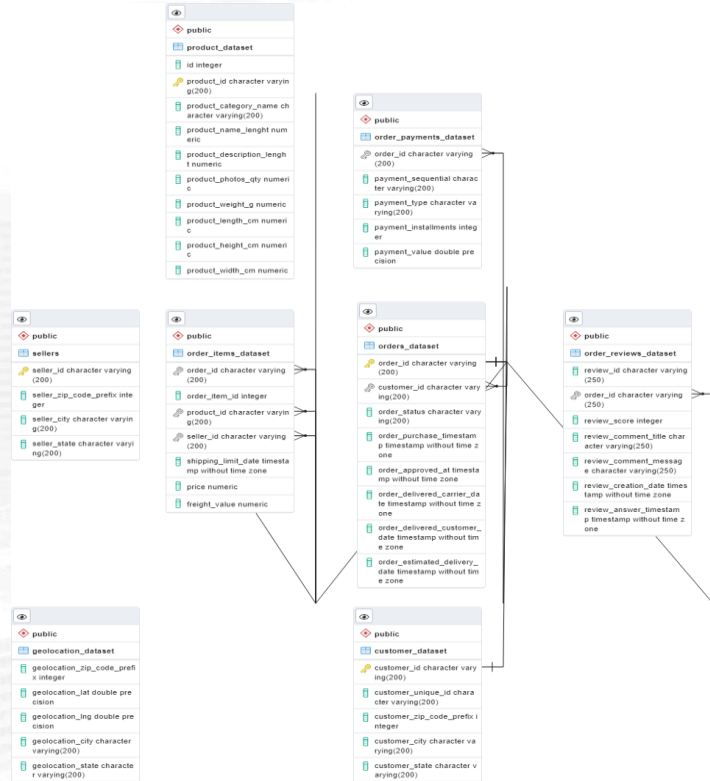 public
product_dataset
id integer
product_id character varyin
g(200)
product_category_name ch
aracter varying(200)
product_name_lenght num
eric
product_description_lengh
t numeric
product_photos_qty numeri
c
product_weight_g numeric
product_length_cm numeri
c
product_height_cm numeri
c
product_width_cm numeric
public
order_payments_dataset
order_id character varying
(200)
payment_sequential charac
ter varying(200)
payment_type character va
rying(200)
payment_installments integ
er
payment_value double pre
cision
public
sellers
seller_id character varying
(200)
seller_zip_code_prefix inte
ger
seller_city character varyin
g(200)
seller_state character varyi
ng(200)
public
order_items_dataset
order_id character varying
(200)
order_item_id integer
product_id character varyin
g(200)
seller_id character varying
(200)
shipping_limit_date timesta
mp without time zone
price numeric
freight_value numeric
public
orders_dataset
order_id character varying
(200)
customer_id character vary
ing(200)
order_status character vary
ing(200)
order_purchase_timestam
p timestamp without time z
one
order_approved_at timesta
mp without time zone
order_delivered_carrier_da
te timestamp without time z
one
order_delivered_customer_
date timestamp without tim
e zone
order_estimated_delivery_
date timestamp without tim
e zone
public
order_reviews_dataset
review_id character varying
(250)
order_id character varying
(250)
review_score integer
review_comment_title char
acter varying(250)
review_comment_messag
e character varying(250)
review_creation_date times
tamp without time zone
review_answer_timestam
p timestamp without time z
one
public
geolocation_dataset
geolocation_zip_code_prefi
x integer
geolocation_lat double pre
cision
geolocation_lng double pre
cision
geolocation_city character
varying(200)
geolocation_state characte
r varying(200)
public
customer_dataset
customer_id character vary
ing(200)
customer_unique_id chara
cter varying(200)
customer_zip_code_prefix i
nteger
customer_city character va
rying(200)
customer_state character v
arying(200)